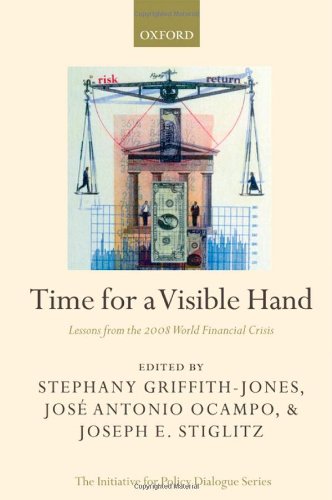 OXFORD
risk return
Time for a Visible Hand
Lessons from the 2008 World Financial Crisis
EDITED BY
STEPHANY GRIFFITH-JONES,
JOSÉ ANTONIO OCAMPO, &
JOSEPH E. STIGLITZ
The Initiative for Policy Dialogue Series